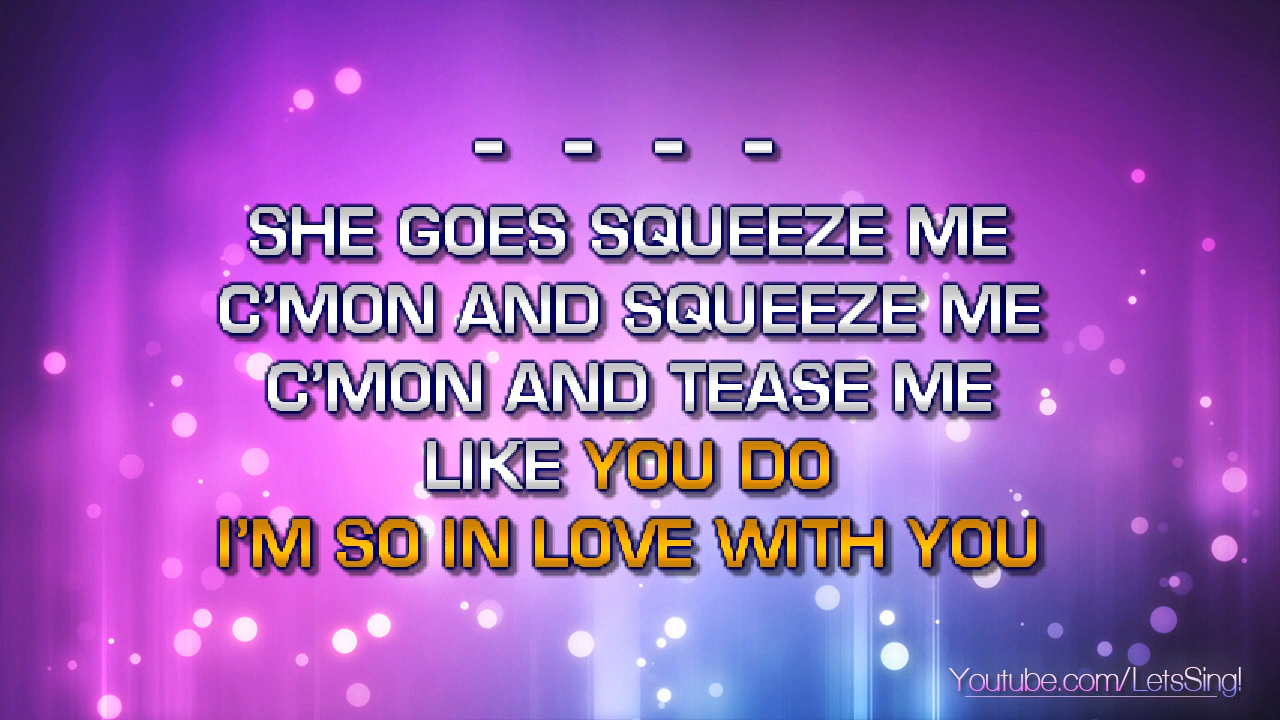 - - - -
SHE GOES SQUEEZE ME
C'MON AND SQUEEZE ME
C'MON AND TEASE ME
LIKE YOU DO
I'M SO IN LOVE WITH YOU
Youtube.com/LetsSing!